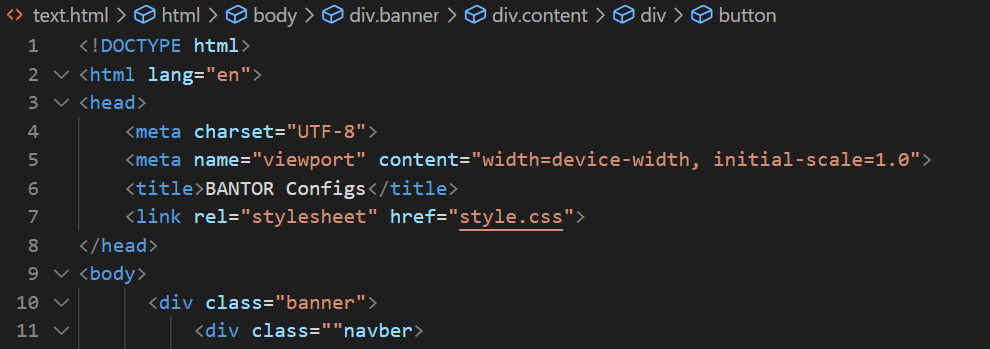 text.html > html > body > div.banner > div.content > div > button
1 <!DOCTYPE html>
2 <html lang="en">
3 <head>
4 <meta charset="UTF-8">
5 <meta name="viewport" content="width=device-width, initial-scale=1.0">
6 <title>BANTOR Configs</title>
7 <link rel="stylesheet" href="style.css">
8 </head>
9 <body>
10 <div class="banner">
11 <div class=""navber>